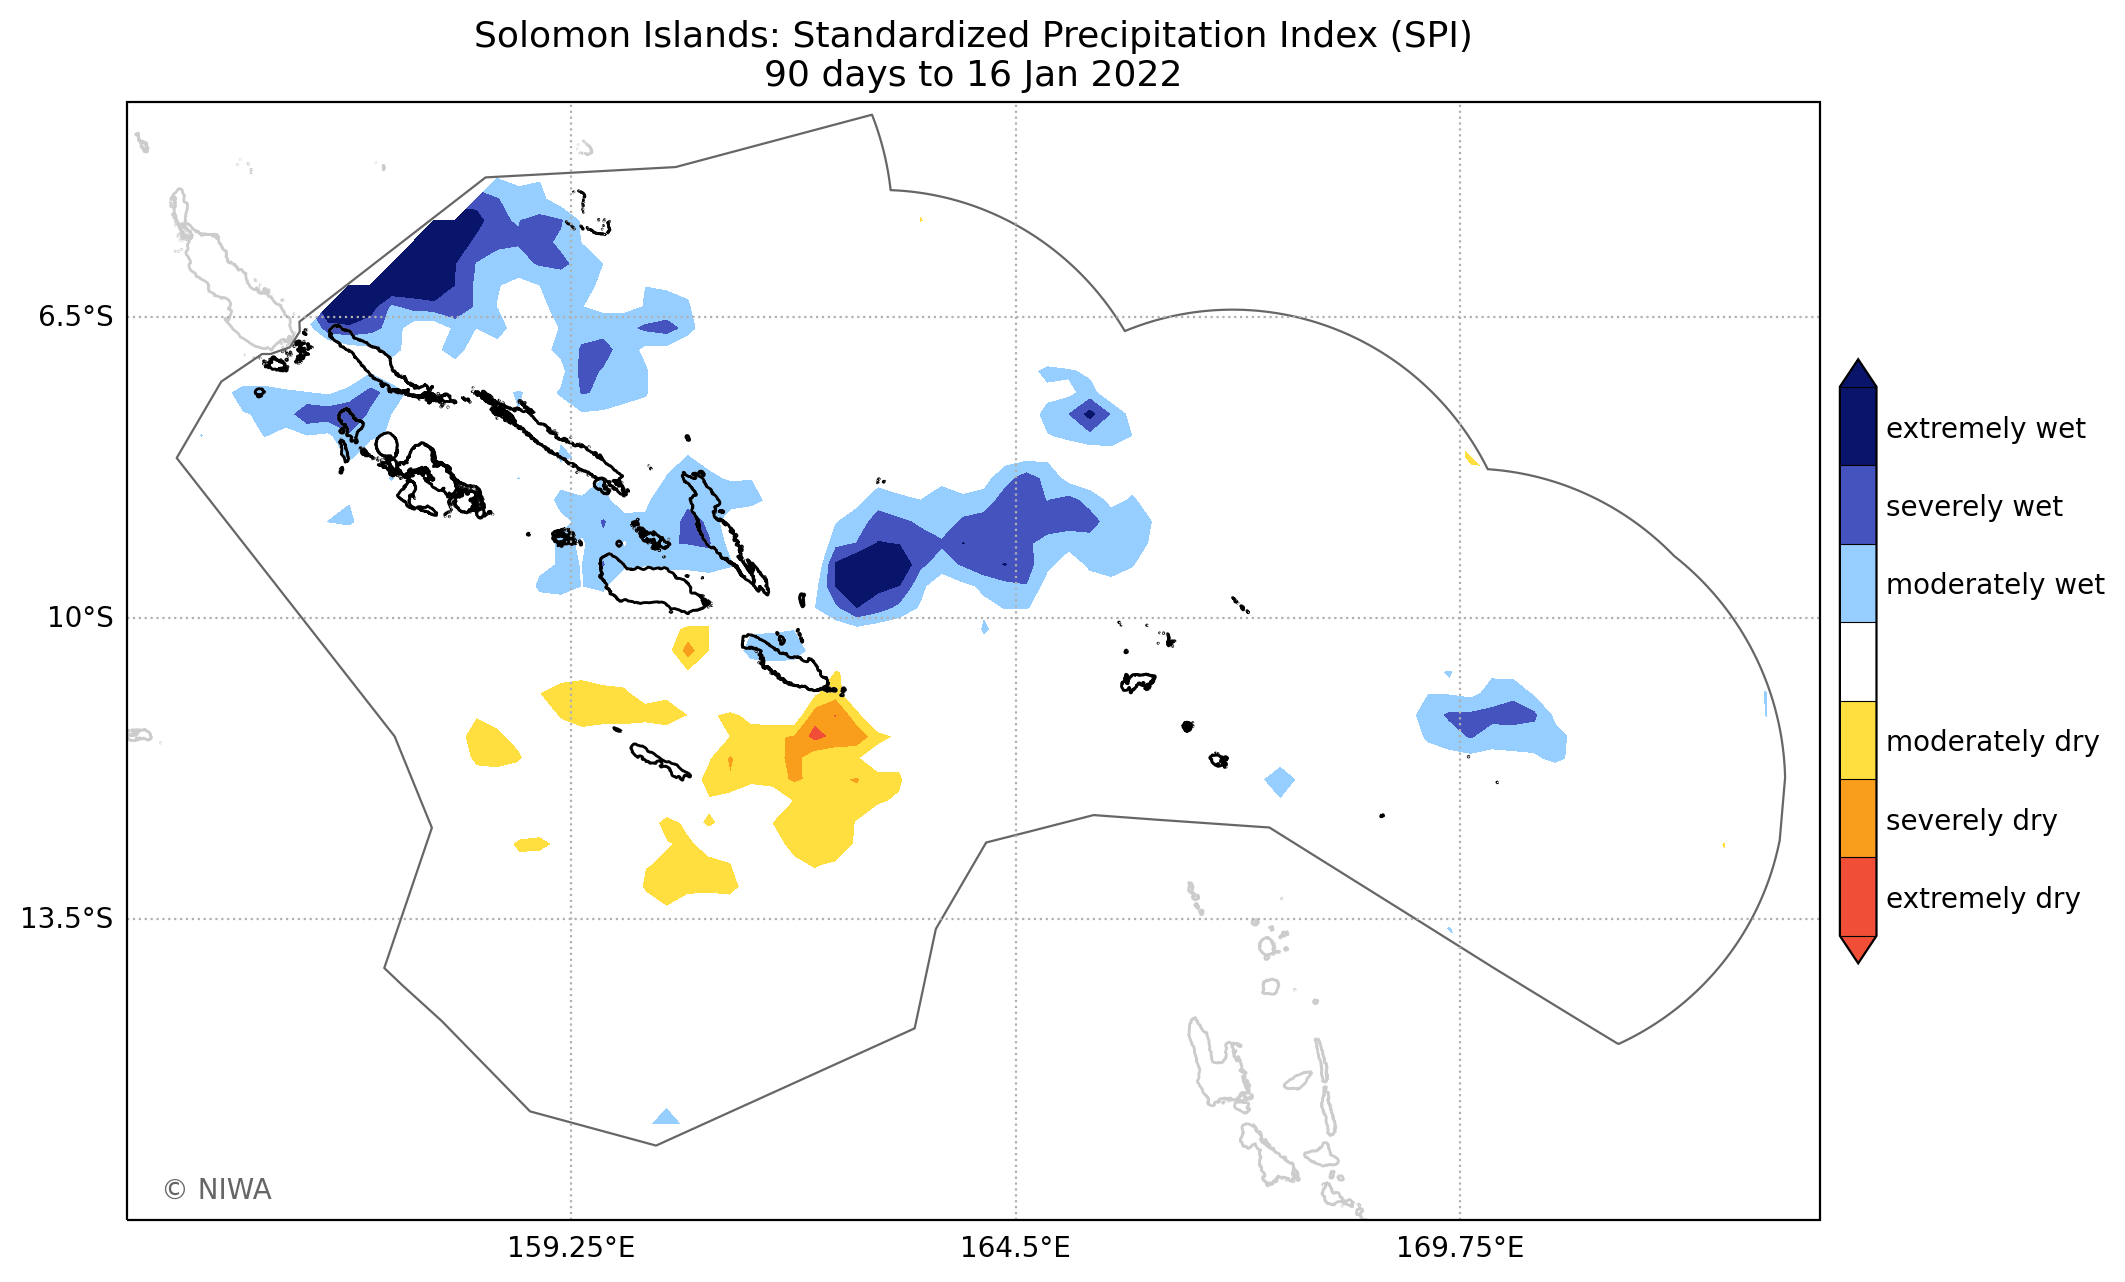 Solomon Islands: Standardized Precipitation Index (SPI)
90 days to 16 Jan 2022
6.5°S
10°S
13.5°S
159.25°E
164.5°E
169.75°E
extremely wet
severely wet
moderately wet
moderately dry
severely dry
extremely dry
© NIWA